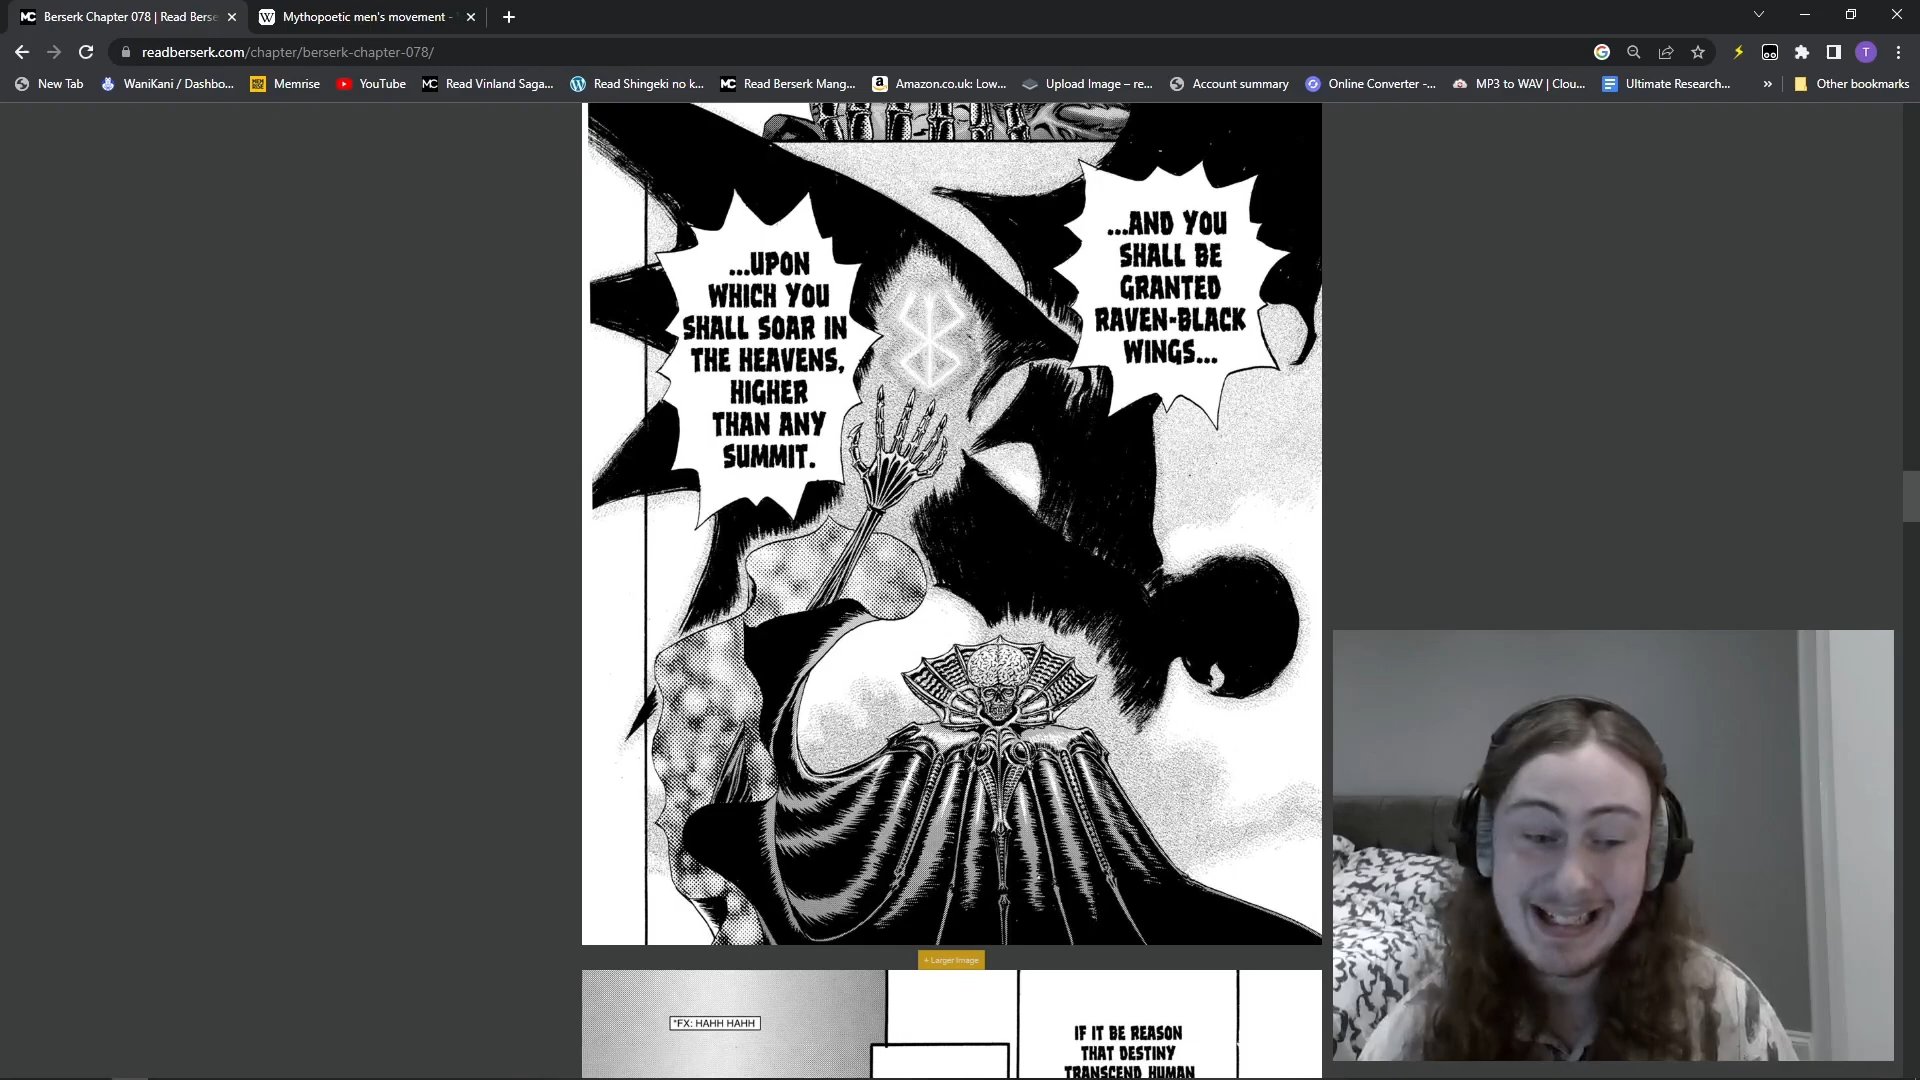 Berserk Chapter 078 | Read Berse
Mythopoetic men's movement -
readberserk.com/chapter/berserk-chapter-078/
New Tab
WaniKani / Dashbo...
Memrise
YouTube
Read Vinland Saga...
Read Shingeki no k...
Read Berserk Mang...
Amazon.co.uk: Low...
Upload Image – re...
Account summary
Online Converter -...
MP3 to WAV | Clou...
Ultimate Research...
»
Other bookmarks
...AND YOU
SHALL BE
GRANTED
RAVEN-BLACK
WINGS...
...UPON
WHICH YOU
SHALL SOAR IN
THE HEAVENS,
HIGHER
THAN ANY
SUMMIT.
+ Larger Image
*FX: HAHH HAHH
IF IT BE REASON
THAT DESTINY
TRANSCEND HUMAN